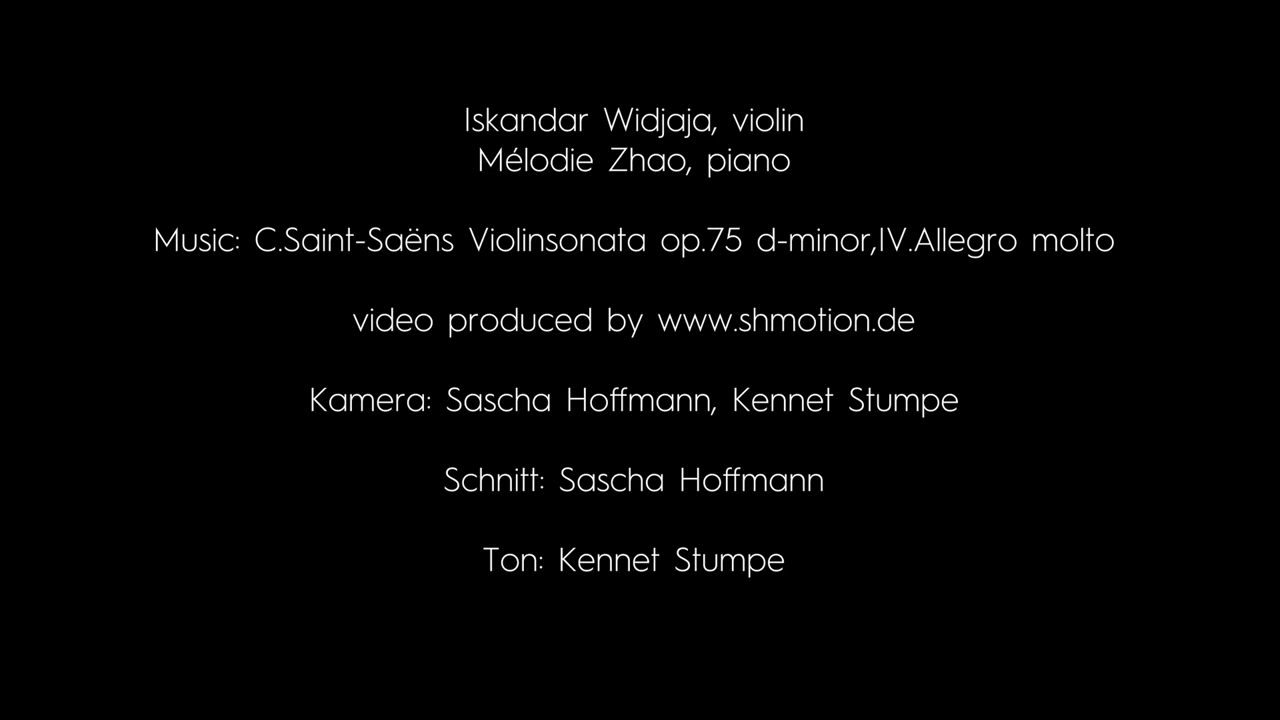 Iskandar Widjaja, violin
Mélodie Zhao, piano
Music: C.Saint-Saëns Violinsonata op.75 d-minor,IV.Allegro molto
video produced by www.shmotion.de
Kamera: Sascha Hoffmann, Kennet Stumpe
Schnitt: Sascha Hoffmann
Ton: Kennet Stumpe